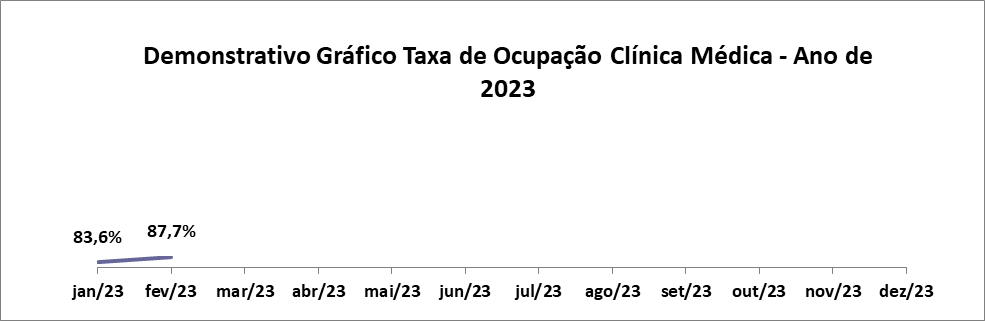 Demonstrativo Gráfico Taxa de Ocupação Clínica Médica - Ano de
2023
83,6% 87,7%
jan/23 fev/23 mar/23 abr/23 mai/23 jun/23 jul/23 ago/23 set/23 out/23 nov/23 dez/23